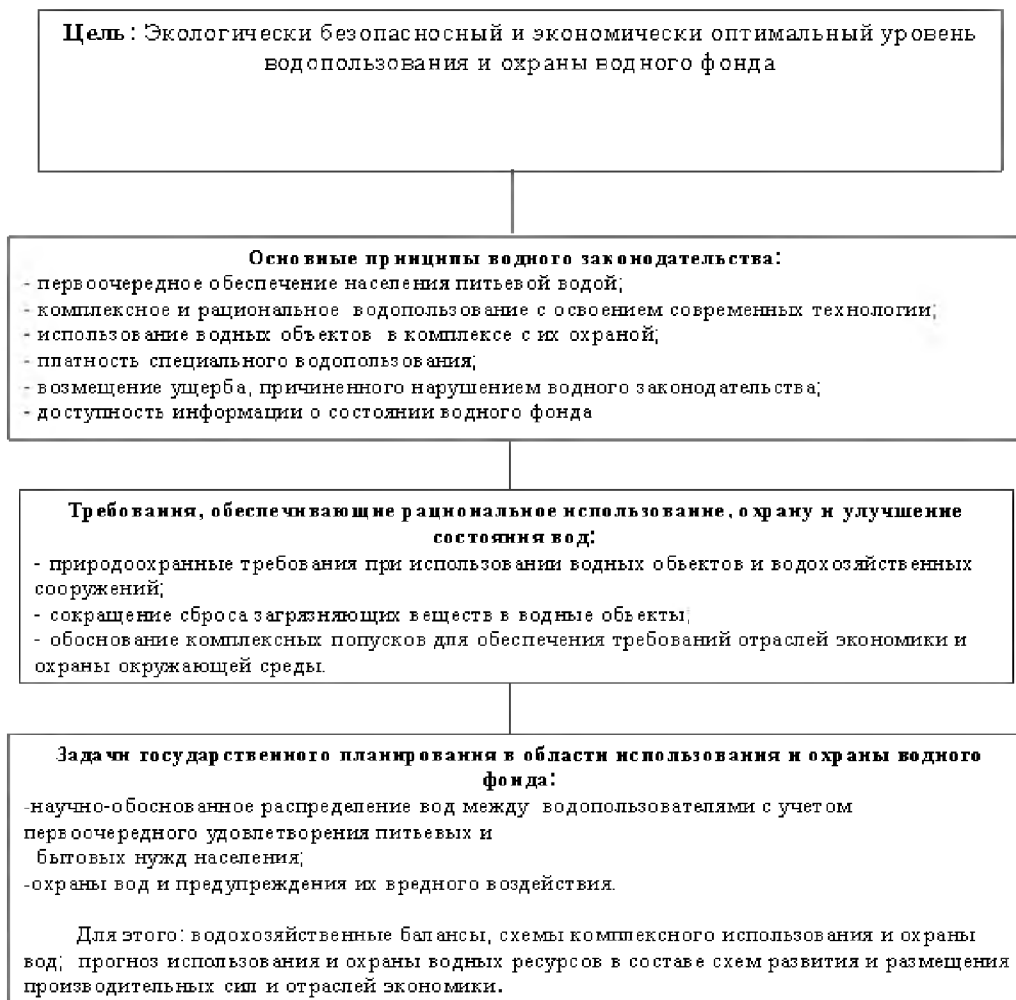 Цель: Экологически безопасносный и экономически оптимальный уровень
водопользования и охраны водного фонда
Основные принципы водного законодательства:
- первоочередное обеспечение населения питьевой водой;
- комплексное и рациональное водопользование с освоением современных технологии;
- использование водных объектов в комплексе с их охраной;
- платность специального водопользования;
- возмещение ущерба, причиненного нарушением водного законодательства;
- доступность информации о состоянии водного фонда
Требования, обеспечивающие рациональное использование, охрану и улучшение
состояния вод:
- природоохранные требования при использовании водных обьектов и водохозяйственных
сооружений;
- сокращение сброса загрязняющих веществ в водные обьекты;
- обоснование комплексных попусков для обеспечения требований отраслей экономики и
охраны окружающей среды.
Задачи государственного планирования в области использования и охраны водного
фонда:
-научно-обоснованное распределение вод между водопользователями с учетом
первоочередного удовлетворения питьевых и
бытовых нужд населения;
-охраны вод и предупреждения их вредного воздействия.
Для этого: водохозяйственные балансы, схемы комплексного использования и охраны
вод; прогноз использования и охраны водных ресурсов в составе схем развития и размещения
производительных сил и отраслей экономики.